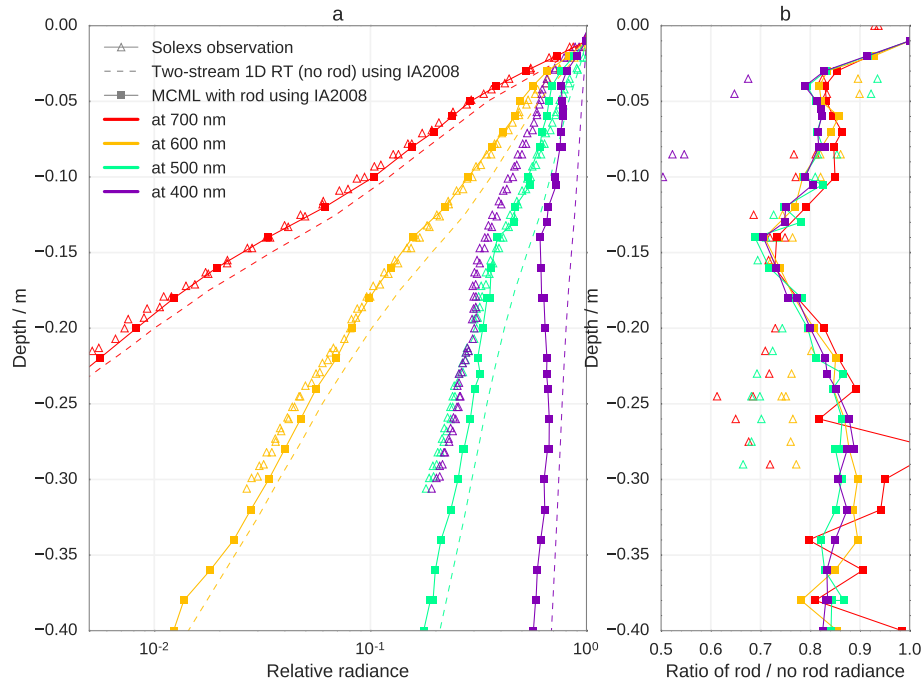 a
b
0.00
−0.05
−0.10
−0.15
−0.20
−0.25
−0.30
−0.35
−0.40
Depth / m
Solexs observation
Two-stream 1D RT (no rod) using IA2008
MCML with rod using IA2008
at 700 nm
at 600 nm
at 500 nm
at 400 nm
10⁻² 10⁻¹ 10⁰
Relative radiance
0.00
−0.05
−0.10
−0.15
−0.20
−0.25
−0.30
−0.35
−0.40
Depth / m
0.5 0.6 0.7 0.8 0.9 1.0
Ratio of rod / no rod radiance